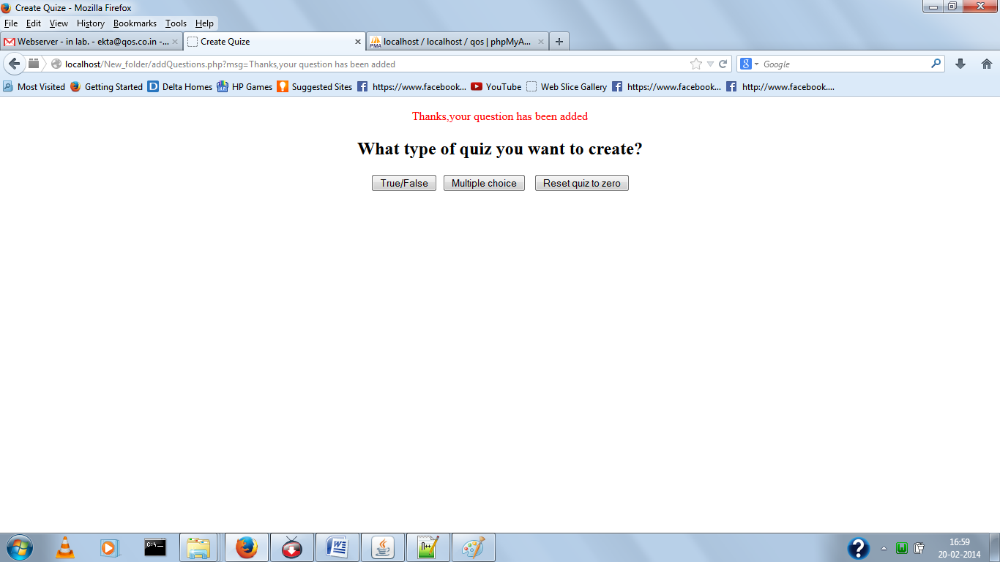 Create Quize - Mozilla Firefox
File Edit View History Bookmarks Tools Help
Webserver - in lab. - ekta@qos.co.in -... Create Quize PMA localhost / localhost / qos | phpMyA...
localhost/New_folder/addQuestions.php?msg=Thanks,your question has been added Google
Most Visited Getting Started Delta Homes HP Games Suggested Sites https://www.facebook... YouTube Web Slice Gallery https://www.facebook... http://www.facebook....
Thanks,your question has been added
What type of quiz you want to create?
True/False Multiple choice Reset quiz to zero
16:59
20-02-2014